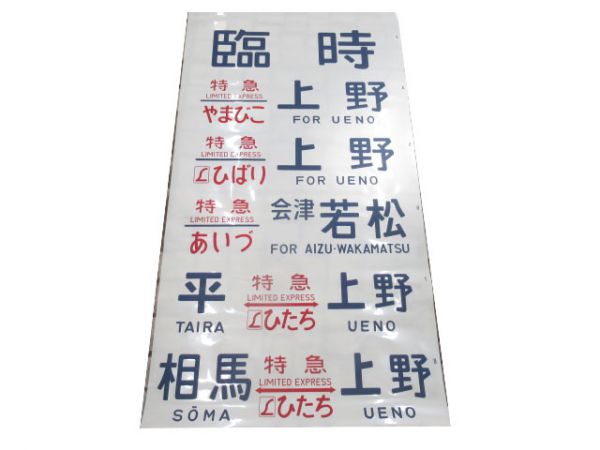 臨 時
特急 上野
LIMITED EXPRESS
やまびこ FOR UENO
特急 上野
LIMITED EXPRESS
Lひばり FOR UENO
特急 会津若松
LIMITED EXPRESS
あいづ FOR AIZU-WAKAMATSU
平 特急 上野
LIMITED EXPRESS
TAIRA Lひたち UENO
相馬 特急 上野
LIMITED EXPRESS
SŌMA Lひたち UENO